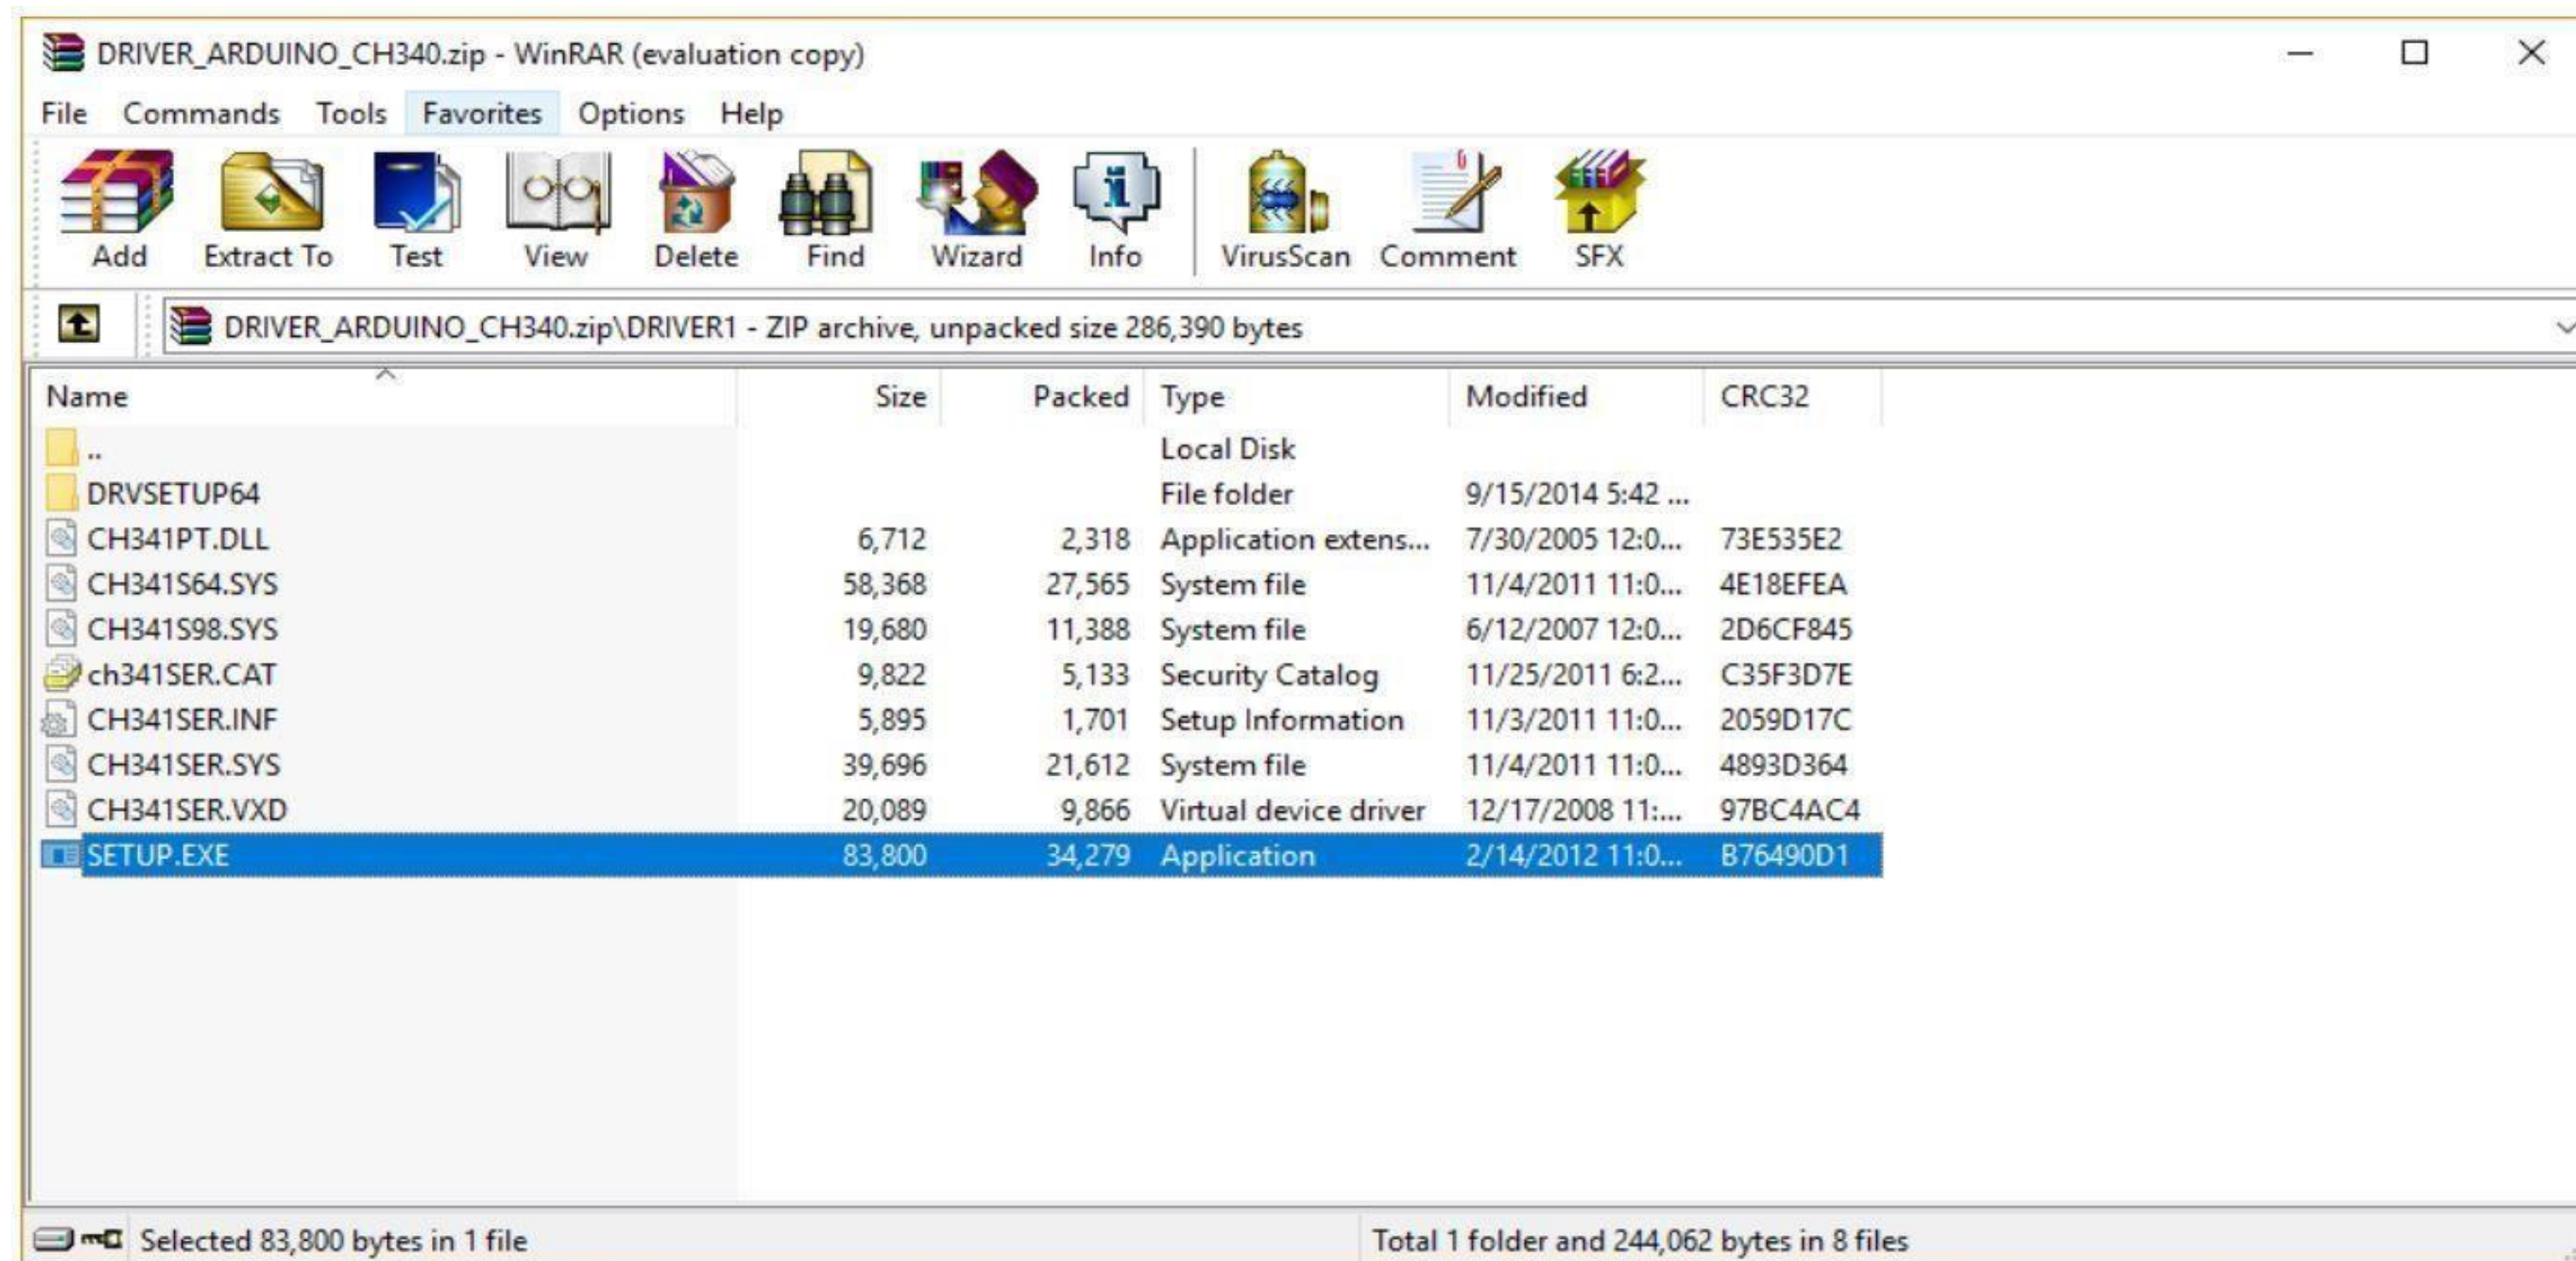 DRIVER_ARDUINO_CH340.zip - WinRAR (evaluation copy)
File Commands Tools Favorites Options Help
Add Extract To Test View Delete Find Wizard Info VirusScan Comment SFX
DRIVER_ARDUINO_CH340.zip\DRIVER1 - ZIP archive, unpacked size 286,390 bytes
Name Size Packed Type Modified CRC32
.. Local Disk
DRVSETUP64 File folder 9/15/2014 5:42 ...
CH341PT.DLL 6,712 2,318 Application extens... 7/30/2005 12:0... 73E535E2
CH341S64.SYS 58,368 27,565 System file 11/4/2011 11:0... 4E18EFEA
CH341S98.SYS 19,680 11,388 System file 6/12/2007 12:0... 2D6CF845
ch341SER.CAT 9,822 5,133 Security Catalog 11/25/2011 6:2... C35F3D7E
CH341SER.INF 5,895 1,701 Setup Information 11/3/2011 11:0... 2059D17C
CH341SER.SYS 39,696 21,612 System file 11/4/2011 11:0... 4893D364
CH341SER.VXD 20,089 9,866 Virtual device driver 12/17/2008 11:... 97BC4AC4
SETUP.EXE 83,800 34,279 Application 2/14/2012 11:0... B76490D1
Selected 83,800 bytes in 1 file Total 1 folder and 244,062 bytes in 8 files